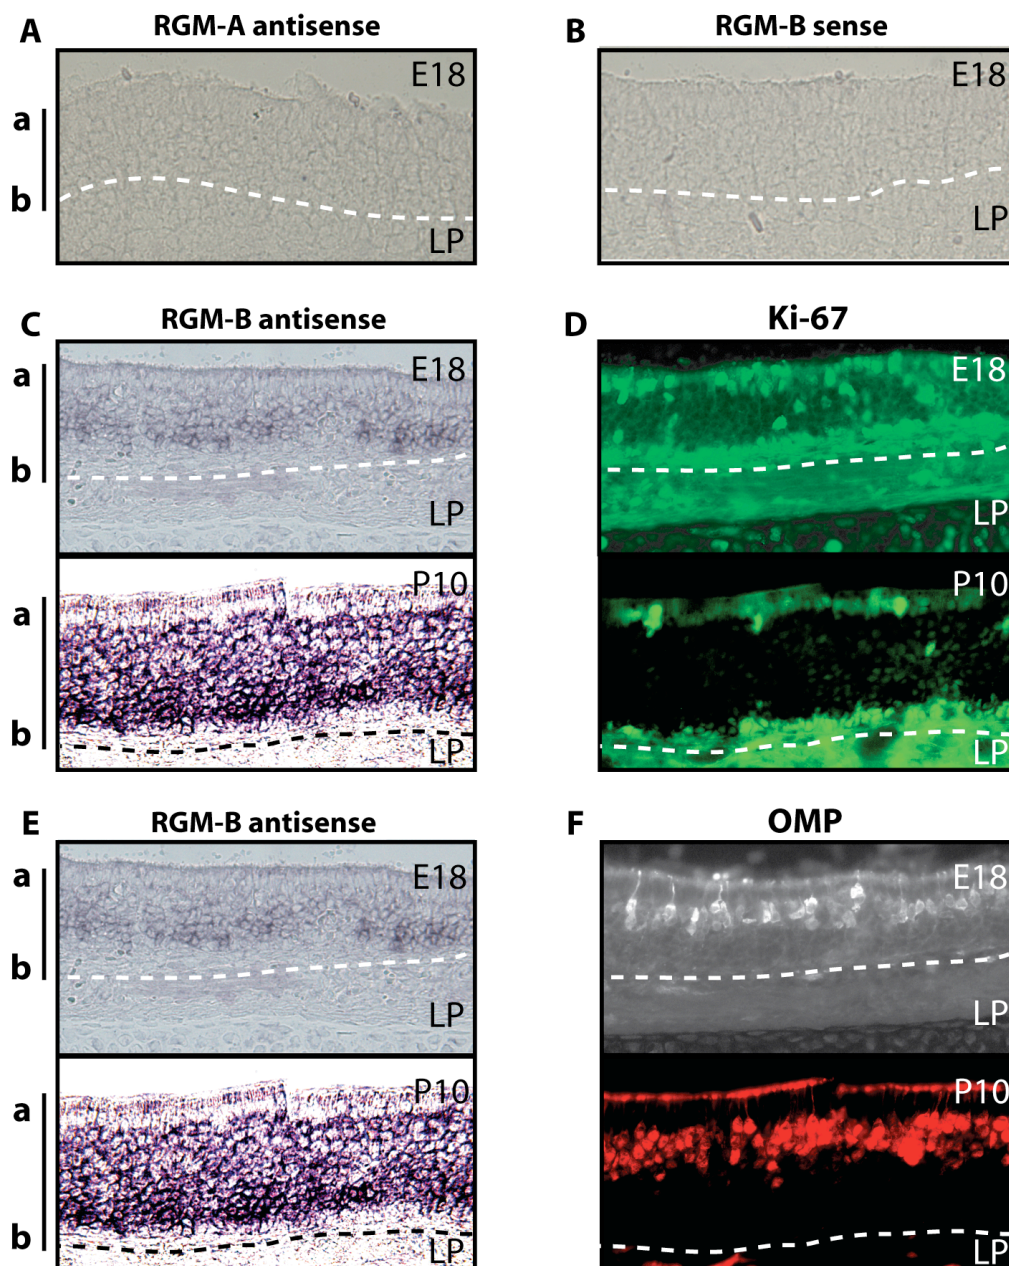 A
RGM-A antisense
E18
a
b
LP
B
RGM-B sense
E18
LP
C
RGM-B antisense
a
E18
b
LP
P10
a
b
LP
D
Ki-67
E18
LP
P10
LP
E
RGM-B antisense
a
E18
b
LP
P10
a
b
LP
F
OMP
E18
LP
P10
LP